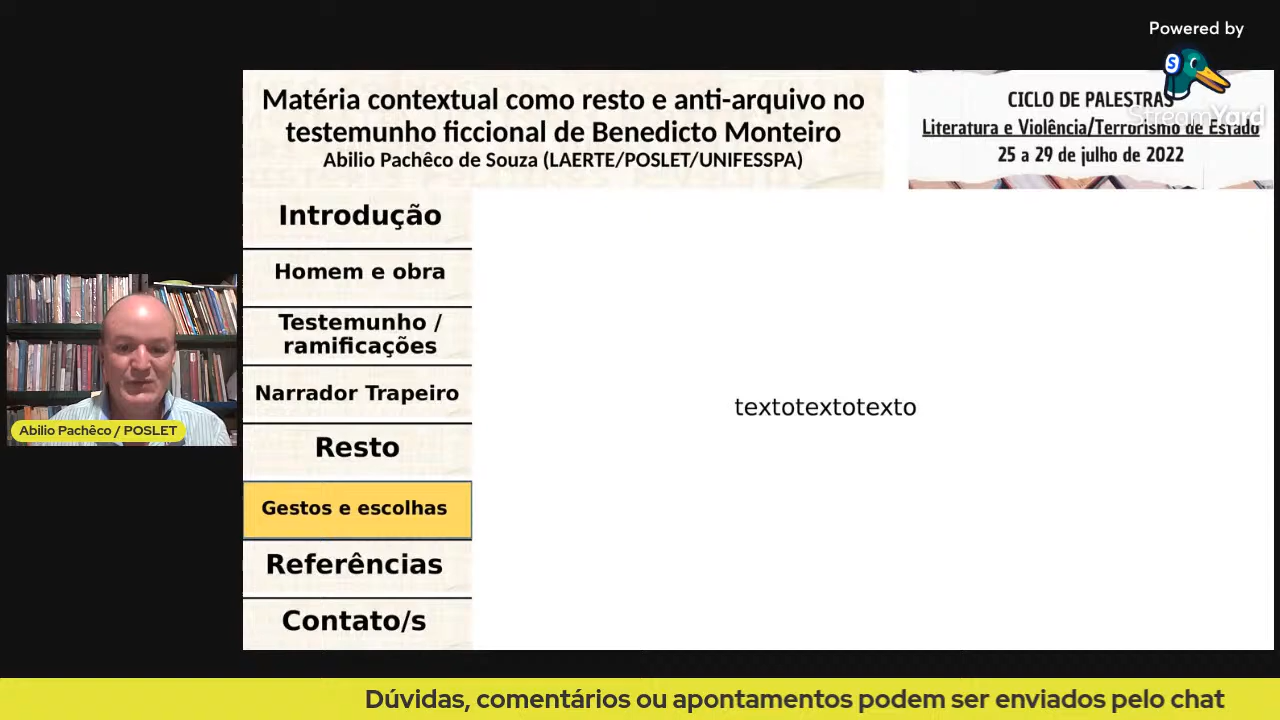 Powered by
StreamYard
Matéria contextual como resto e anti-arquivo no
testemunho ficcional de Benedicto Monteiro
Abilio Pachêco de Souza (LAERTE/POSLET/UNIFESSPA)
CICLO DE PALESTRAS
Literatura e Violência/Terrorismo de Estado
25 a 29 de julho de 2022
Introdução
Homem e obra
Testemunho /
ramificações
Narrador Trapeiro
Resto
Gestos e escolhas
Referências
Contato/s
textotextotexto
Abilio Pachêco / POSLET
Dúvidas, comentários ou apontamentos podem ser enviados pelo chat